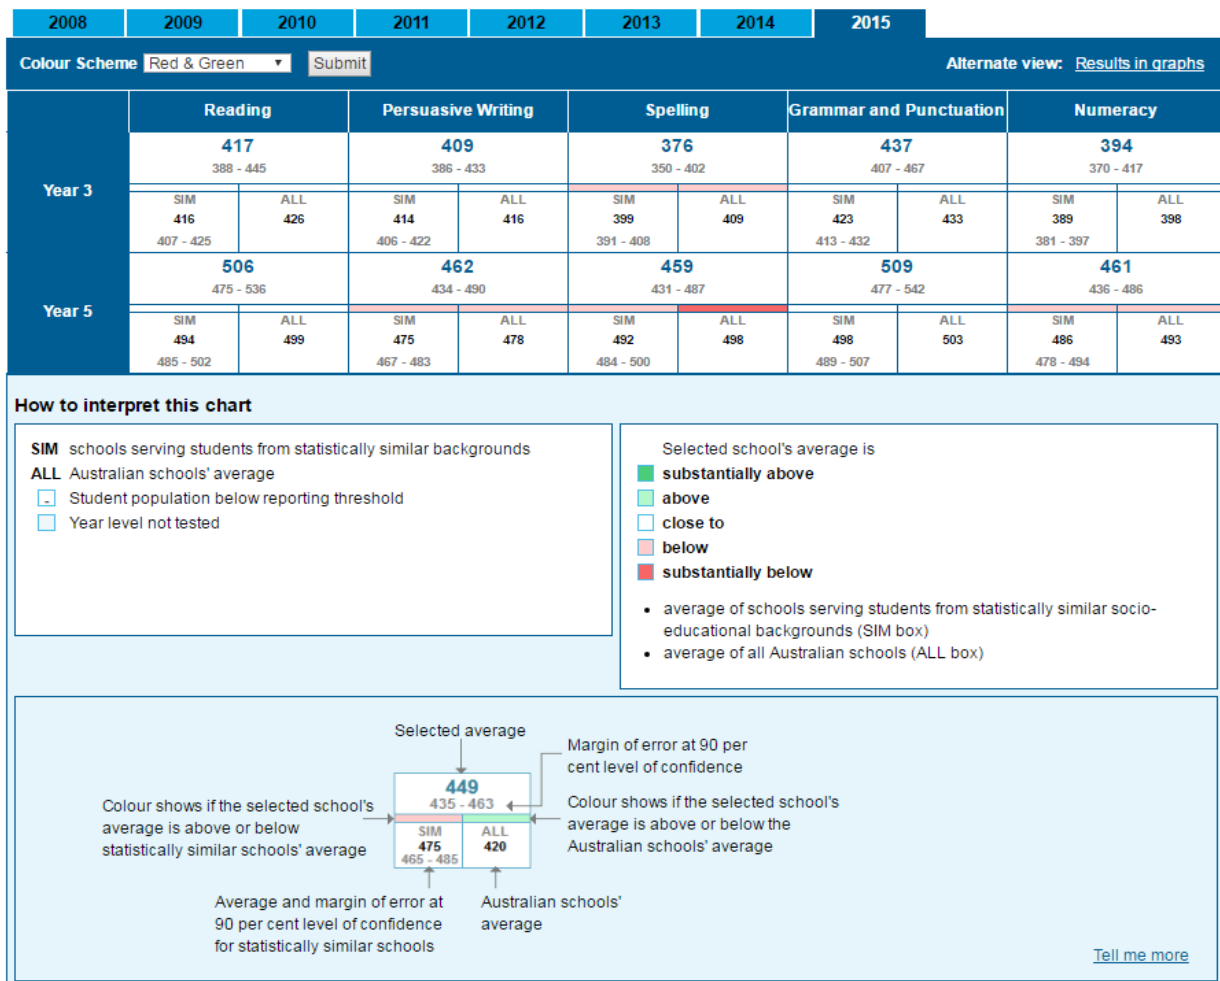 2008 2009 2010 2011 2012 2013 2014 2015
Colour Scheme Red & Green Submit Alternate view: Results in graphs
Reading Persuasive Writing Spelling Grammar and Punctuation Numeracy
Year 3
417 409 376 437 394
388 - 445 386 - 433 350 - 402 407 - 467 370 - 417
SIM ALL SIM ALL SIM ALL SIM ALL SIM ALL
416 426 414 416 399 409 423 433 389 398
407 - 425 406 - 422 391 - 408 413 - 432 381 - 397
Year 5
506 462 459 509 461
475 - 536 434 - 490 431 - 487 477 - 542 436 - 486
SIM ALL SIM ALL SIM ALL SIM ALL SIM ALL
494 499 475 478 492 498 498 503 486 493
485 - 502 467 - 483 484 - 500 489 - 507 478 - 494
How to interpret this chart
SIM schools serving students from statistically similar backgrounds
ALL Australian schools' average
- Student population below reporting threshold
Year level not tested
Selected school's average is
substantially above
above
close to
below
substantially below
• average of schools serving students from statistically similar socio-
educational backgrounds (SIM box)
• average of all Australian schools (ALL box)
Selected average
Margin of error at 90 per
cent level of confidence
449
435 - 463
Colour shows if the selected school's
average is above or below
statistically similar schools' average
Colour shows if the selected school's
average is above or below the
Australian schools' average
SIM ALL
475 420
465 - 485
Average and margin of error at
90 per cent level of confidence
for statistically similar schools
Australian schools'
average
Tell me more